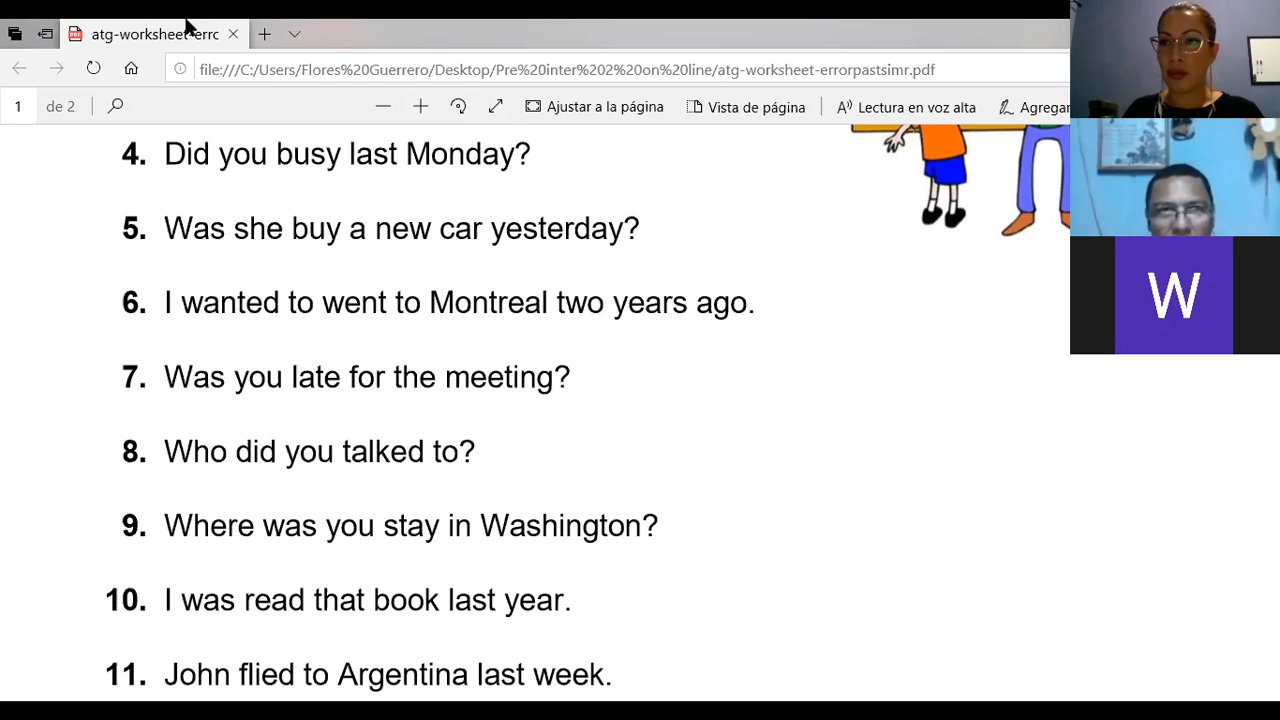 atg-worksheet-errc
file:///C:/Users/Flores%20Guerrero/Desktop/Pre%20inter%202%20on%20line/atg-worksheet-errorpastsimr.pdf
1 de 2 Ajustar a la página Vista de página Lectura en voz alta Agregar
4. Did you busy last Monday?
5. Was she buy a new car yesterday?
6. I wanted to went to Montreal two years ago.
7. Was you late for the meeting?
8. Who did you talked to?
9. Where was you stay in Washington?
10. I was read that book last year.
11. John flied to Argentina last week.
W